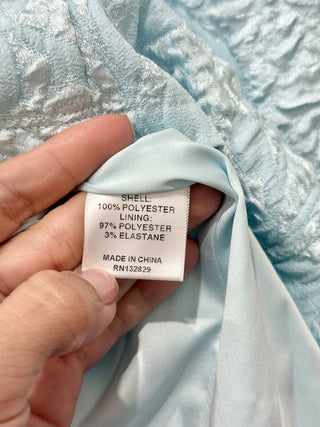 SHELL:
100% POLYESTER
LINING:
97% POLYESTER
3% ELASTANE
MADE IN CHINA
RN132829